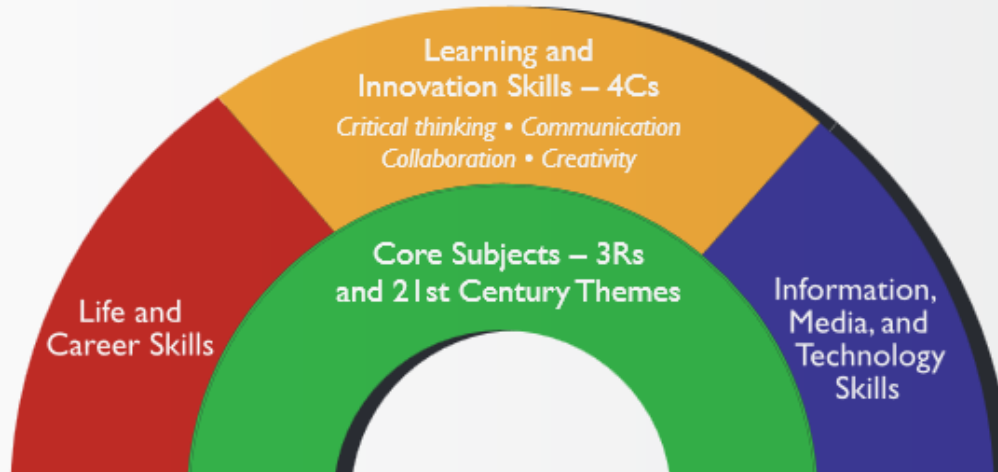 Learning and
Innovation Skills – 4Cs
Critical thinking • Communication
Collaboration • Creativity
Core Subjects – 3Rs
and 21st Century Themes
Life and
Career Skills
Information,
Media, and
Technology
Skills